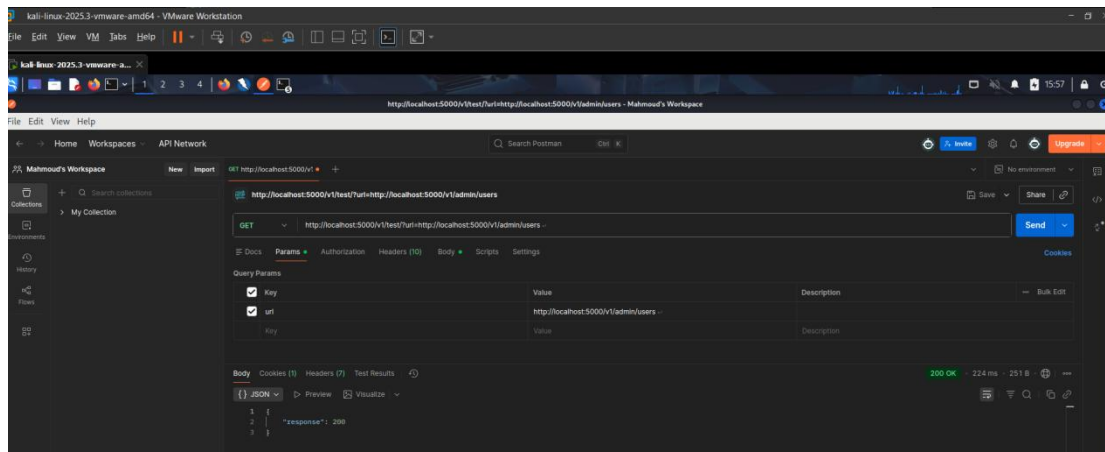 kali-linux-2025.3-vmware-amd64 - VMware Workstation
File Edit View VM Tabs Help
kali-linux-2025.3-vmware-a...
1 2 3 4 15:57
http://localhost:5000/v1/test/?url=http://localhost:5000/v1/admin/users - Mahmoud's Workspace
File Edit View Help
Home Workspaces API Network Search Postman Ctrl K Invite Upgrade
Mahmoud's Workspace New Import GET http://localhost:5000/v1 No environment
Collections Search collections http://localhost:5000/v1/test/?url=http://localhost:5000/v1/admin/users Save Share
My Collection
Environments GET http://localhost:5000/v1/test/?url=http://localhost:5000/v1/admin/users Send
History Docs Params Authorization Headers (10) Body Scripts Settings Cookies
Query Params
Flows Key Value Description Bulk Edit
url http://localhost:5000/v1/admin/users
Key Value Description
Body Cookies (1) Headers (7) Test Results 200 OK 224 ms 251 B
{} JSON Preview Visualize
1 {
2 "response": 200
3 }